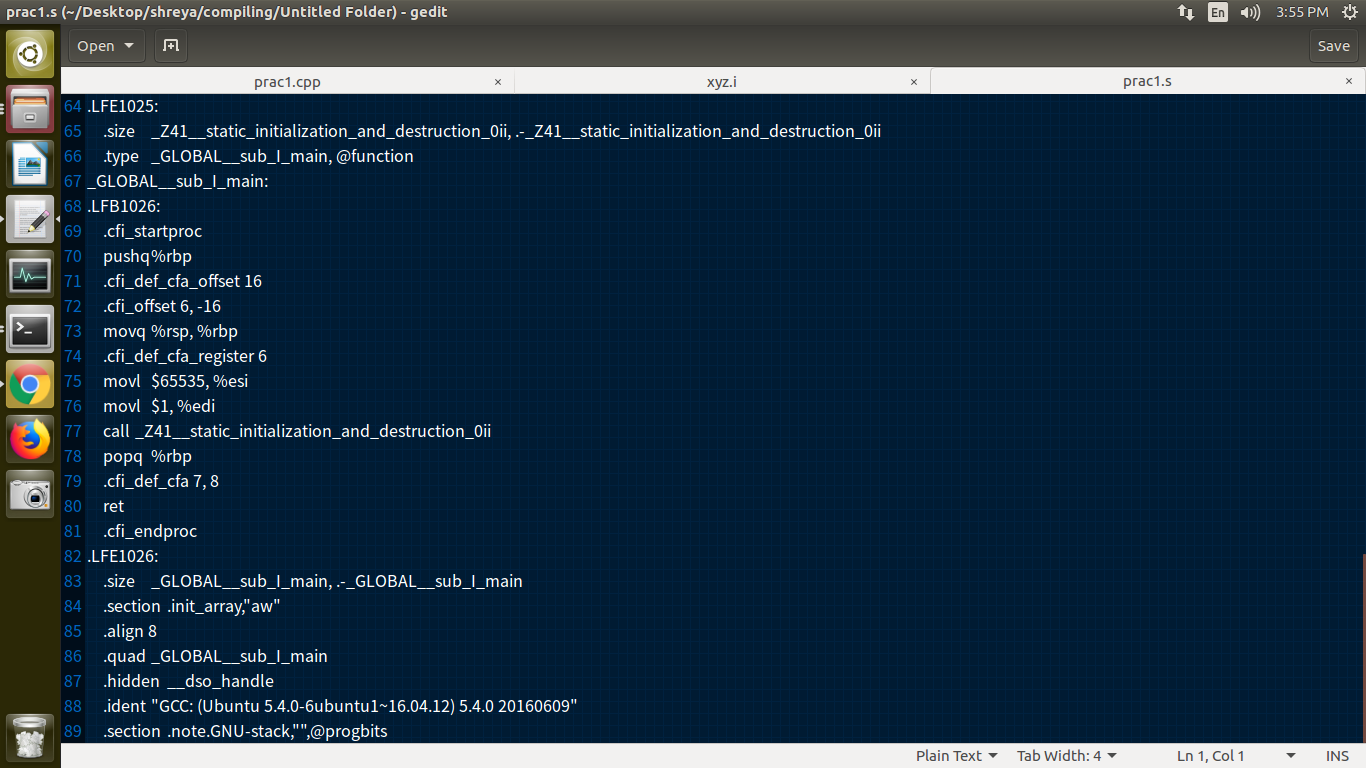 prac1.s (~/Desktop/shreya/compiling/Untitled Folder) - gedit
En
3:55 PM
Open
Save
prac1.cpp ×
xyz.i ×
prac1.s ×
64 .LFE1025:
65 .size _Z41__static_initialization_and_destruction_0ii, .-_Z41__static_initialization_and_destruction_0ii
66 .type _GLOBAL__sub_I_main, @function
67 _GLOBAL__sub_I_main:
68 .LFB1026:
69 .cfi_startproc
70 pushq %rbp
71 .cfi_def_cfa_offset 16
72 .cfi_offset 6, -16
73 movq %rsp, %rbp
74 .cfi_def_cfa_register 6
75 movl $65535, %esi
76 movl $1, %edi
77 call _Z41__static_initialization_and_destruction_0ii
78 popq %rbp
79 .cfi_def_cfa 7, 8
80 ret
81 .cfi_endproc
82 .LFE1026:
83 .size _GLOBAL__sub_I_main, .-_GLOBAL__sub_I_main
84 .section .init_array,"aw"
85 .align 8
86 .quad _GLOBAL__sub_I_main
87 .hidden __dso_handle
88 .ident "GCC: (Ubuntu 5.4.0-6ubuntu1~16.04.12) 5.4.0 20160609"
89 .section .note.GNU-stack,"",@progbits
Plain Text Tab Width: 4 Ln 1, Col 1 INS